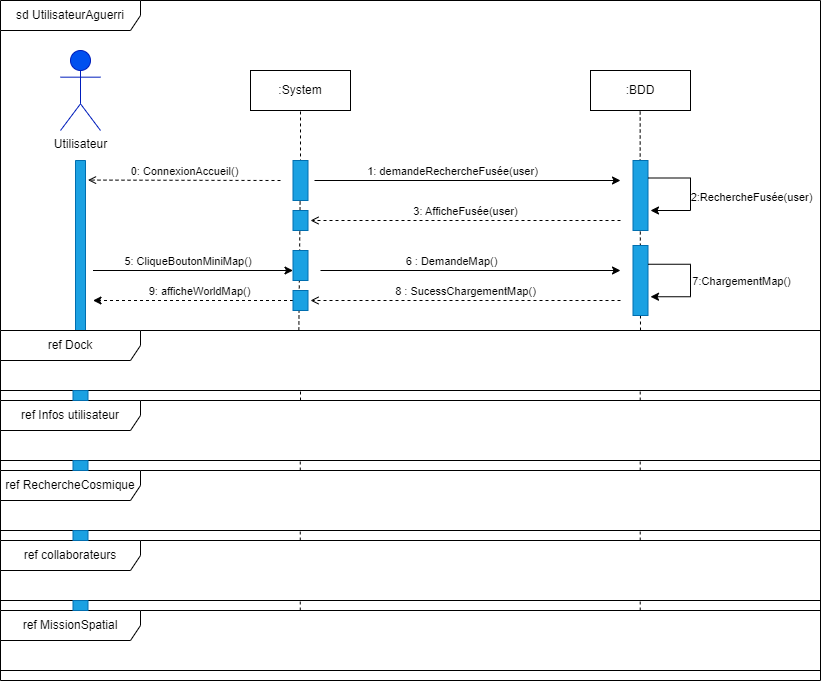 sd UtilisateurAguerri
:System
:BDD
Utilisateur
0: ConnexionAccueil()
1: demandeRechercheFusée(user)
2:RechercheFusée(user)
3: AfficheFusée(user)
5: CliqueBoutonMiniMap()
6 : DemandeMap()
7:ChargementMap()
9: afficheWorldMap()
8 : SucessChargementMap()
ref Dock
ref Infos utilisateur
ref RechercheCosmique
ref collaborateurs
ref MissionSpatial